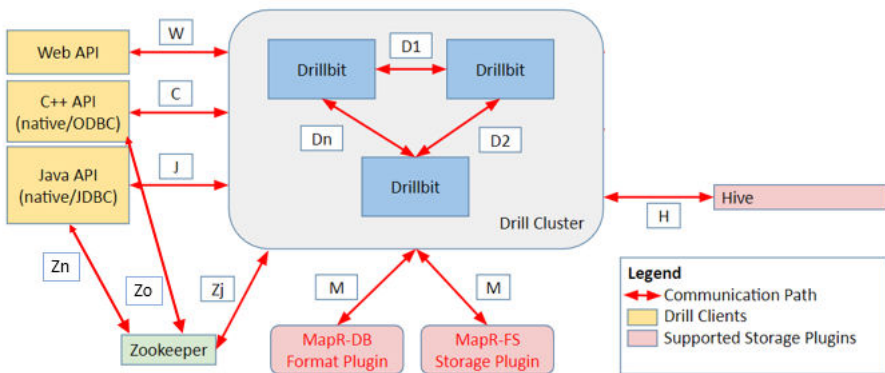 Web API
W
C++ API
(native/ODBC)
C
Java API
(native/JDBC)
J
Drillbit
D1
Drillbit
Dn
D2
Drillbit
Drill Cluster
H
Hive
Zn
Zo
Zj
M
M
Zookeeper
MapR-DB
Format Plugin
MapR-FS
Storage Plugin
Legend
Communication Path
Drill Clients
Supported Storage Plugins